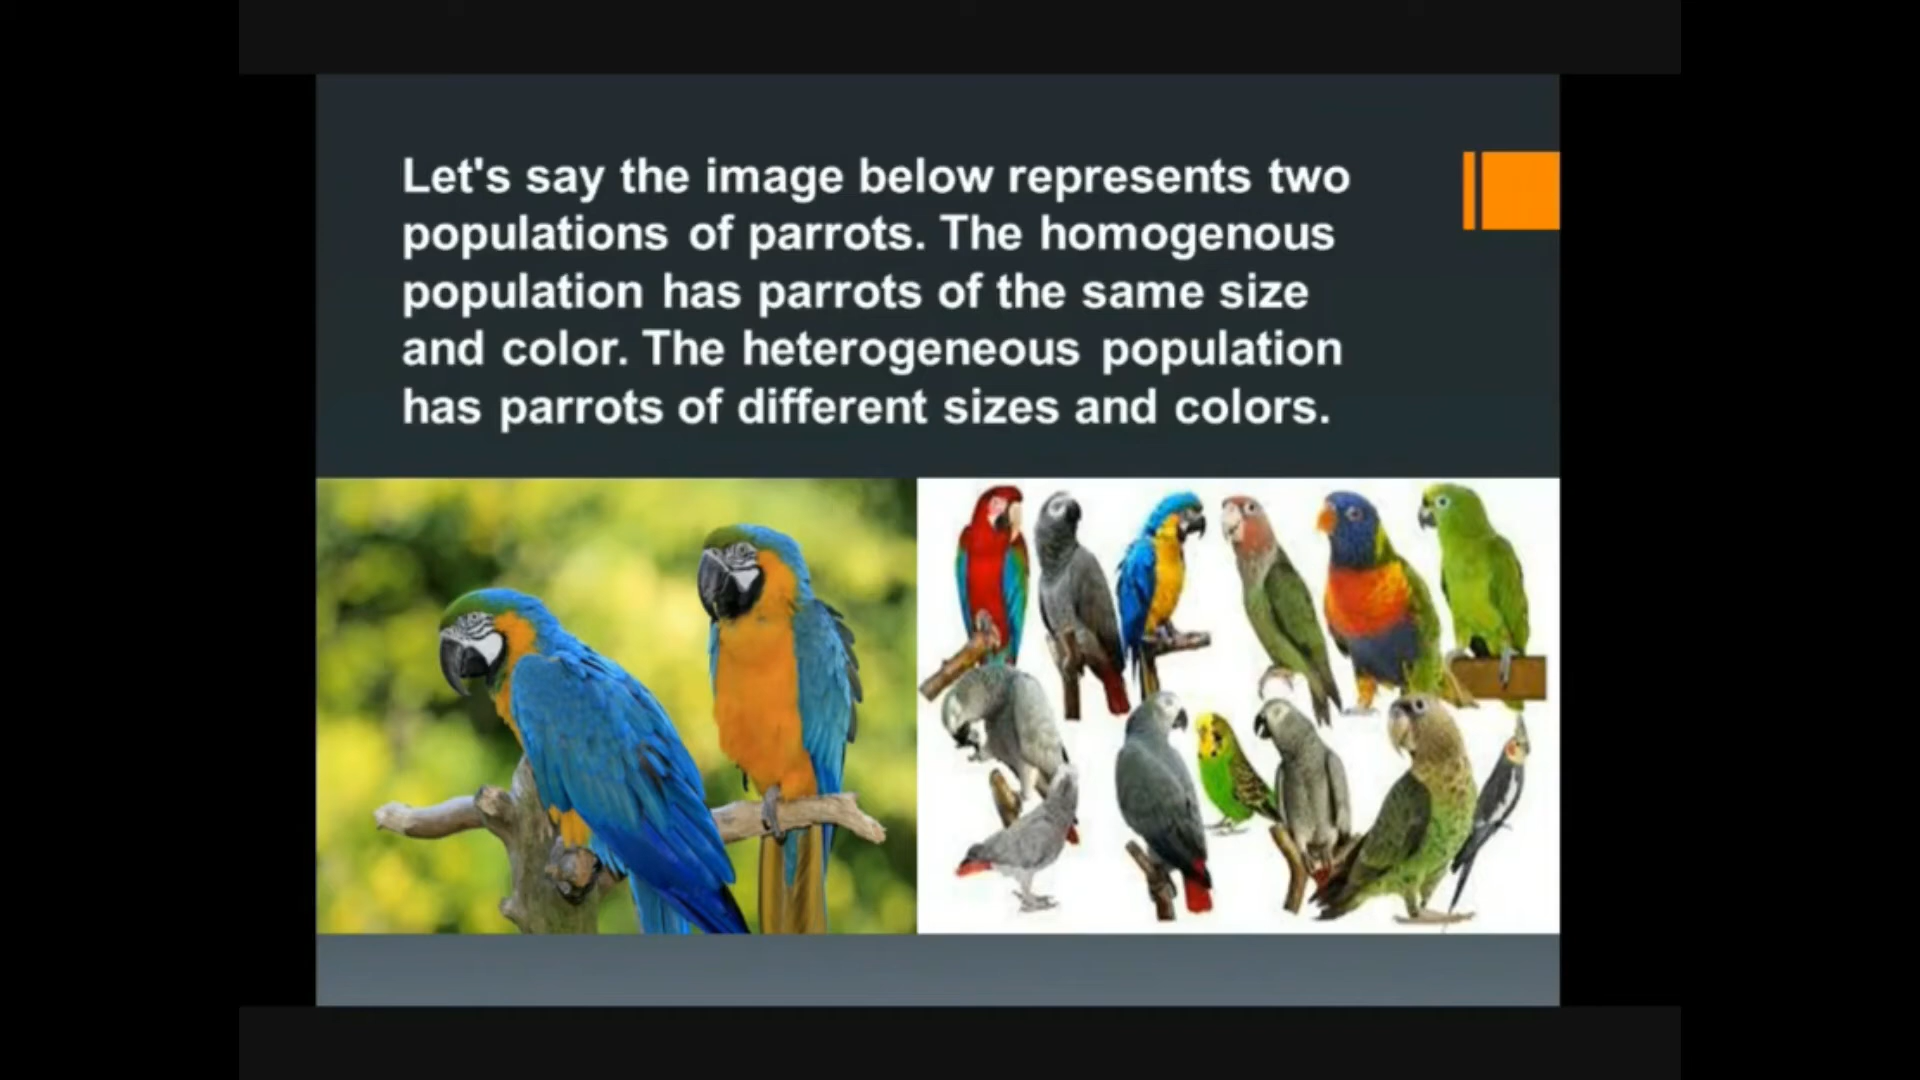 Let's say the image below represents two
populations of parrots. The homogenous
population has parrots of the same size
and color. The heterogeneous population
has parrots of different sizes and colors.